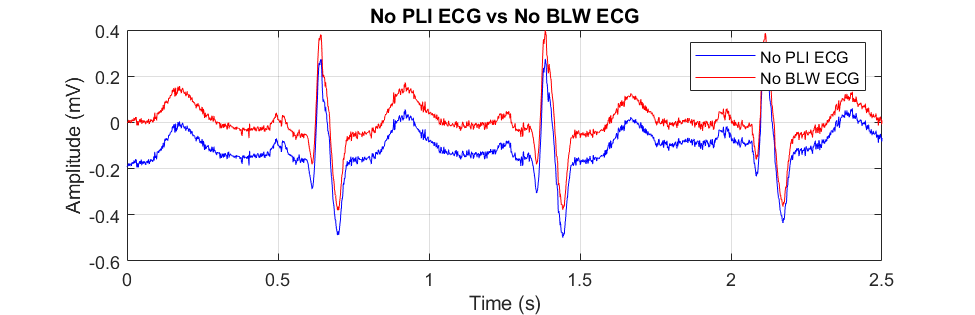 No PLI ECG vs No BLW ECG
0.4
0.2
0
-0.2
-0.4
-0.6
Amplitude (mV)
No PLI ECG
No BLW ECG
0
0.5
1
1.5
2
2.5
Time (s)